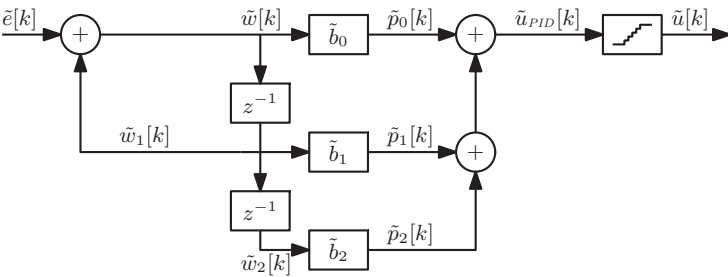 ẽ[k] + w̃[k] b̃₀ p̃₀[k] + ũ_PID[k] ũ[k]
z⁻¹
w̃₁[k] b̃₁ p̃₁[k] +
z⁻¹
w̃₂[k] b̃₂ p̃₂[k]